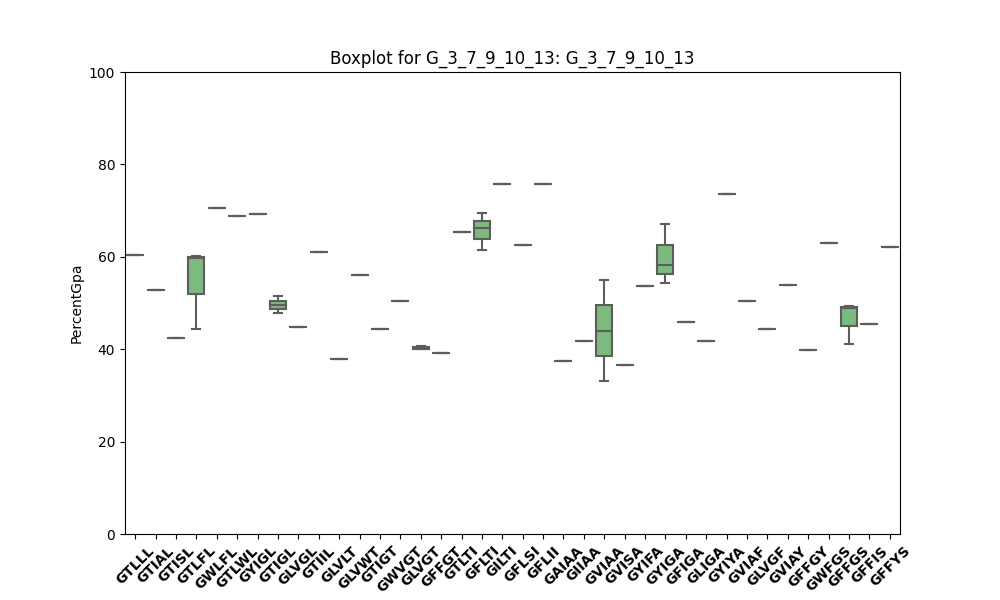 Boxplot for G_3_7_9_10_13: G_3_7_9_10_13
PercentGpa
100
80
60
40
20
0
GTLLL
GTIAL
GTISL
GTLFL
GWLFL
GTLWL
GYIGL
GTIGL
GLVGL
GTIIL
GLVLT
GLVWT
GTIGT
GWVGT
GLVGT
GFFGT
GTLTI
GFLTI
GILTI
GFLSI
GFLII
GAIAA
GIIAA
GVIAA
GVISA
GYIFA
GYIGA
GFIGA
GLIGA
GYIYA
GVIAF
GLVGF
GVIAY
GFFGY
GWFGS
GFFGS
GFFIS
GFFYS